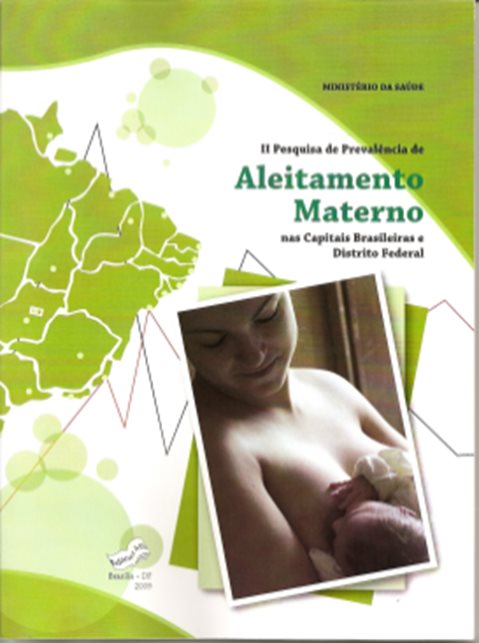 MINISTÉRIO DA SAÚDE
II Pesquisa de Prevalência de
Aleitamento
Materno
nas Capitais Brasileiras e
Distrito Federal
Brasília - DF
2009